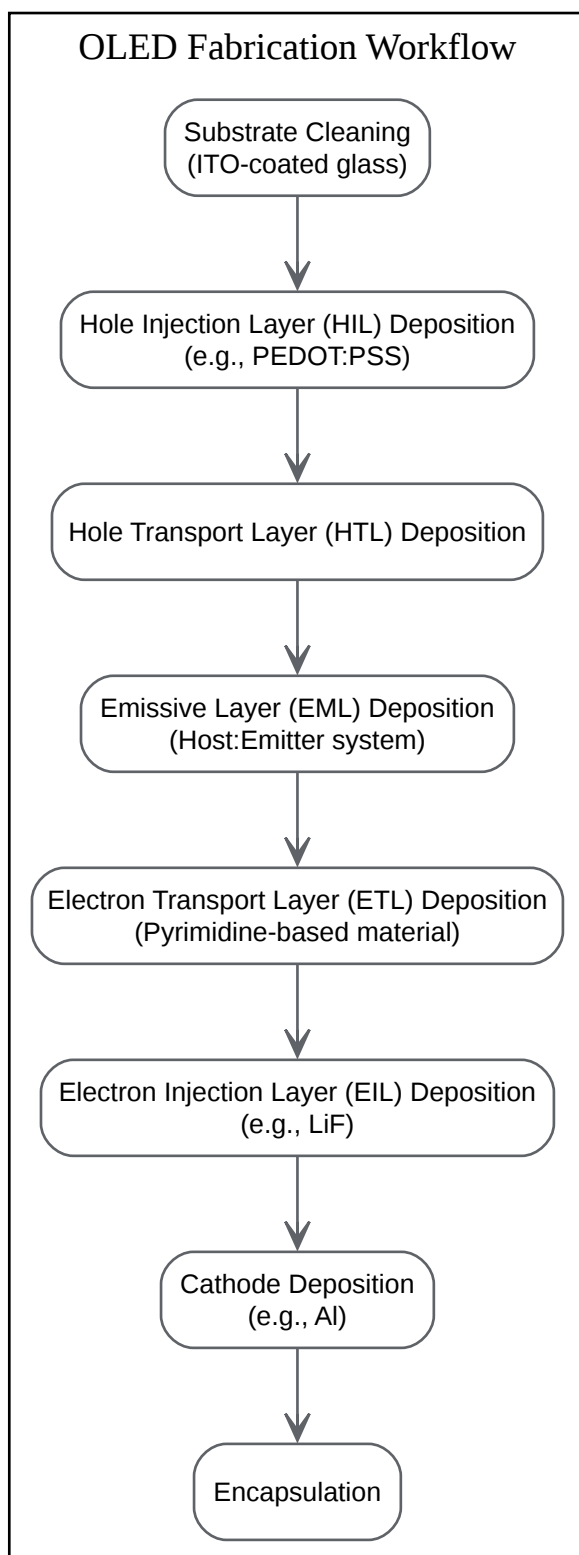 OLED Fabrication Workflow
Substrate Cleaning
(ITO-coated glass)
Hole Injection Layer (HIL) Deposition
(e.g., PEDOT:PSS)
Hole Transport Layer (HTL) Deposition
Emissive Layer (EML) Deposition
(Host:Emitter system)
Electron Transport Layer (ETL) Deposition
(Pyrimidine-based material)
Electron Injection Layer (EIL) Deposition
(e.g., LiF)
Cathode Deposition
(e.g., Al)
Encapsulation